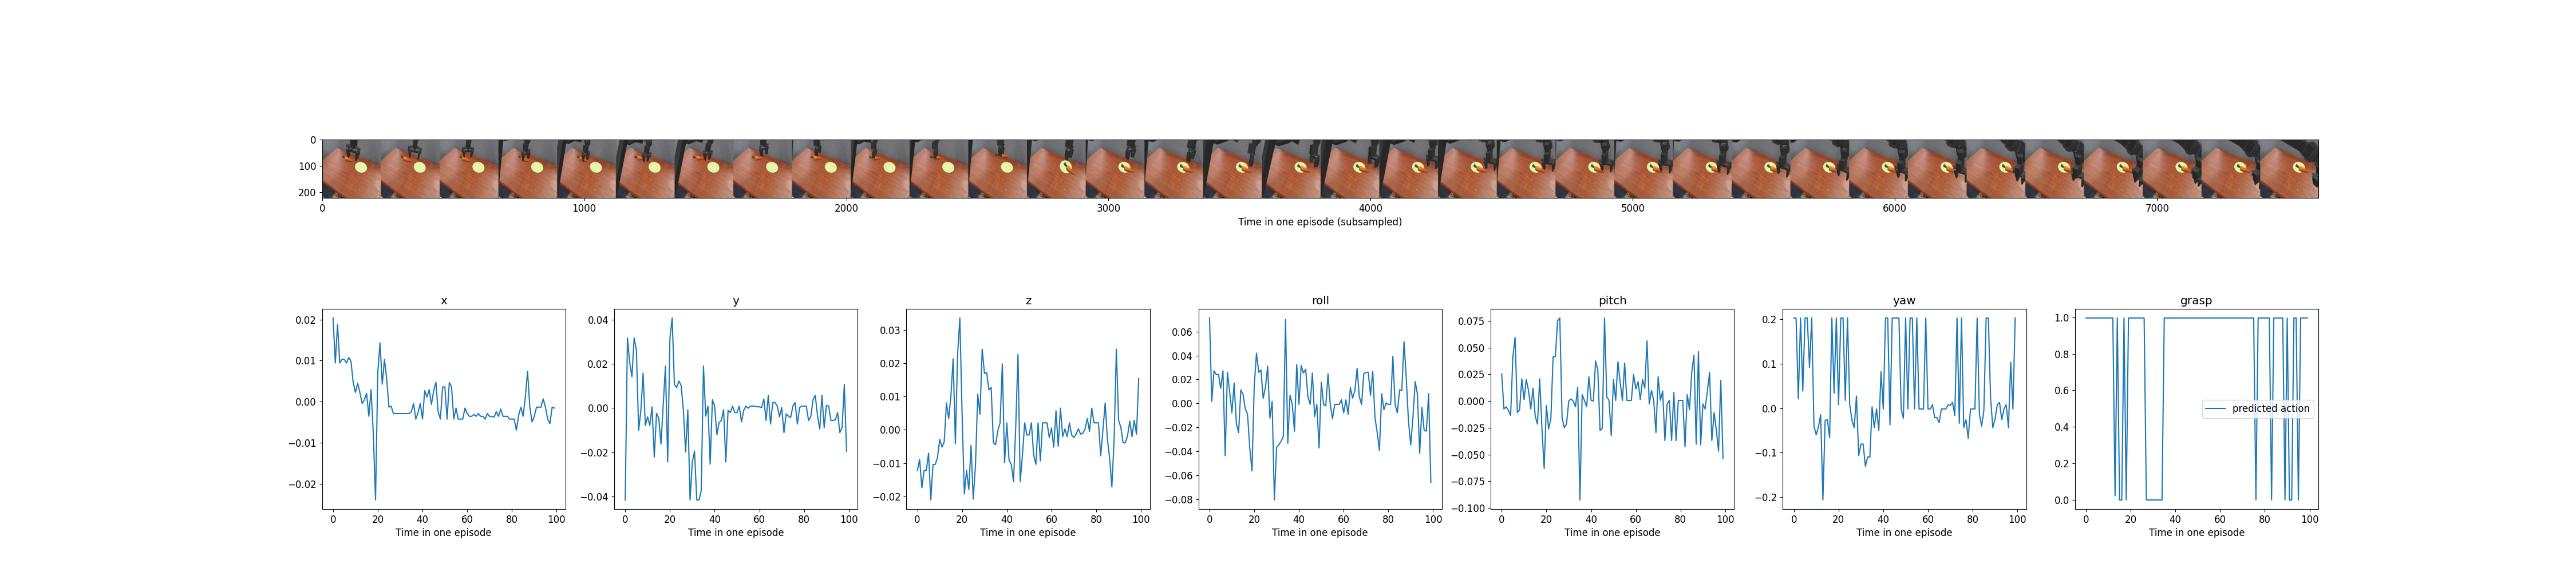 0
100
200
0 1000 2000 3000 4000 5000 6000 7000
Time in one episode (subsampled)
x y z roll pitch yaw grasp
0.02
0.01
0.00
−0.01
−0.02
0 20 40 60 80 100
Time in one episode
0.04
0.02
0.00
−0.02
−0.04
0 20 40 60 80 100
Time in one episode
0.03
0.02
0.01
0.00
−0.01
−0.02
0 20 40 60 80 100
Time in one episode
0.06
0.04
0.02
0.00
−0.02
−0.04
−0.06
−0.08
0 20 40 60 80 100
Time in one episode
0.075
0.050
0.025
0.000
−0.025
−0.050
−0.075
−0.100
0 20 40 60 80 100
Time in one episode
0.2
0.1
0.0
−0.1
−0.2
0 20 40 60 80 100
Time in one episode
1.0
0.8
0.6
0.4
0.2
0.0
predicted action
0 20 40 60 80 100
Time in one episode